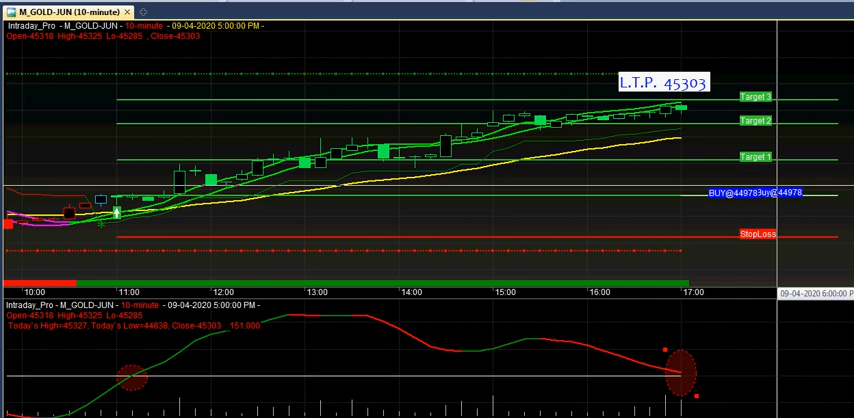 M_GOLD-JUN (10-minute)
Intraday_Pro - M_GOLD-JUN - 10-minute - 09-04-2020 5:00:00 PM -
Open-45318 High-45325 Lo-45285 , Close-45303
L.T.P. 45303
Target 3
Target 2
Target 1
BUY@44978
Buy@44978
StopLoss
10:00 11:00 12:00 13:00 14:00 15:00 16:00 17:00
09-04-2020 6:00:00 P
Intraday_Pro - M_GOLD-JUN - 10-minute - 09-04-2020 5:00:00 PM -
Open-45318 High-45325 Lo-45285
Today`s High=45327, Today`s Low=44838, Close-45303 151.000